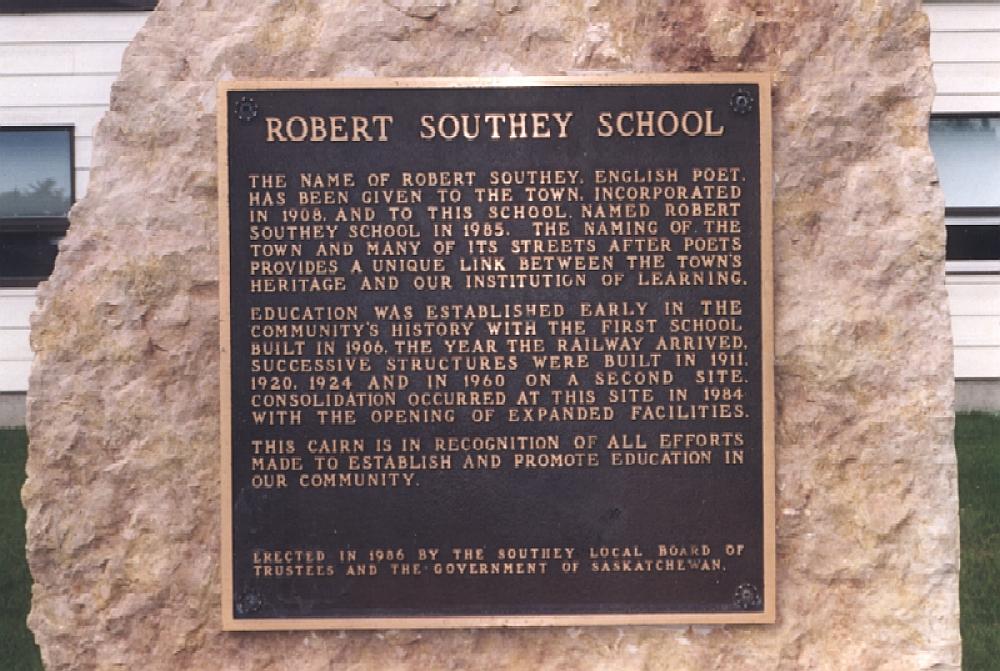 ROBERT SOUTHEY SCHOOL
THE NAME OF ROBERT SOUTHEY, ENGLISH POET,
HAS BEEN GIVEN TO THE TOWN, INCORPORATED
IN 1908, AND TO THIS SCHOOL, NAMED ROBERT
SOUTHEY SCHOOL IN 1985. THE NAMING OF THE
TOWN AND MANY OF ITS STREETS AFTER POETS
PROVIDES A UNIQUE LINK BETWEEN THE TOWN'S
HERITAGE AND OUR INSTITUTION OF LEARNING.
EDUCATION WAS ESTABLISHED EARLY IN THE
COMMUNITY'S HISTORY WITH THE FIRST SCHOOL
BUILT IN 1906, THE YEAR THE RAILWAY ARRIVED.
SUCCESSIVE STRUCTURES WERE BUILT IN 1911,
1920, 1924 AND IN 1960 ON A SECOND SITE.
CONSOLIDATION OCCURRED AT THIS SITE IN 1984
WITH THE OPENING OF EXPANDED FACILITIES.
THIS CAIRN IS IN RECOGNITION OF ALL EFFORTS
MADE TO ESTABLISH AND PROMOTE EDUCATION IN
OUR COMMUNITY.
ERECTED IN 1986 BY THE SOUTHEY LOCAL BOARD OF
TRUSTEES AND THE GOVERNMENT OF SASKATCHEWAN.